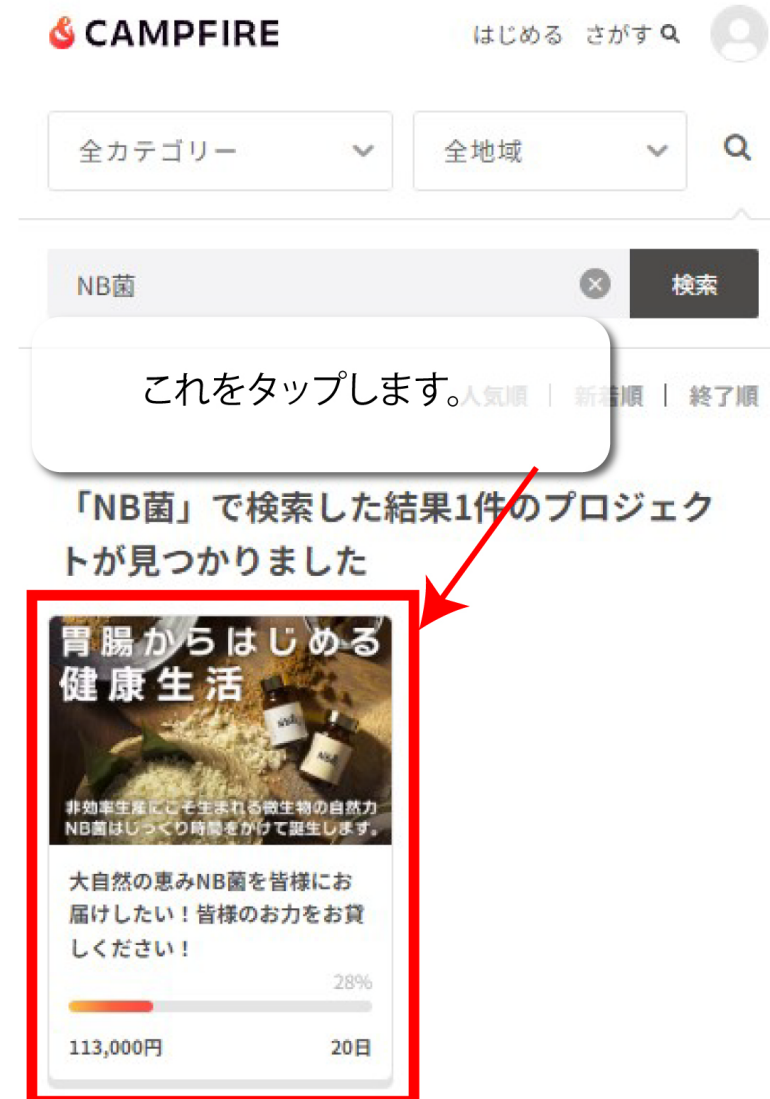 CAMPFIRE
はじめる さがす
全カテゴリー 全地域
NB菌 検索
これをタップします。
人気順 | 新着順 | 終了順
「NB菌」で検索した結果1件のプロジェク
トが見つかりました
胃腸からはじめる
健康生活
非効率生産にこそ生まれる微生物の自然力
NB菌はじっくり時間をかけて誕生します。
大自然の恵みNB菌を皆様にお
届けしたい！皆様のお力をお貸
しください！
28%
113,000円 20日